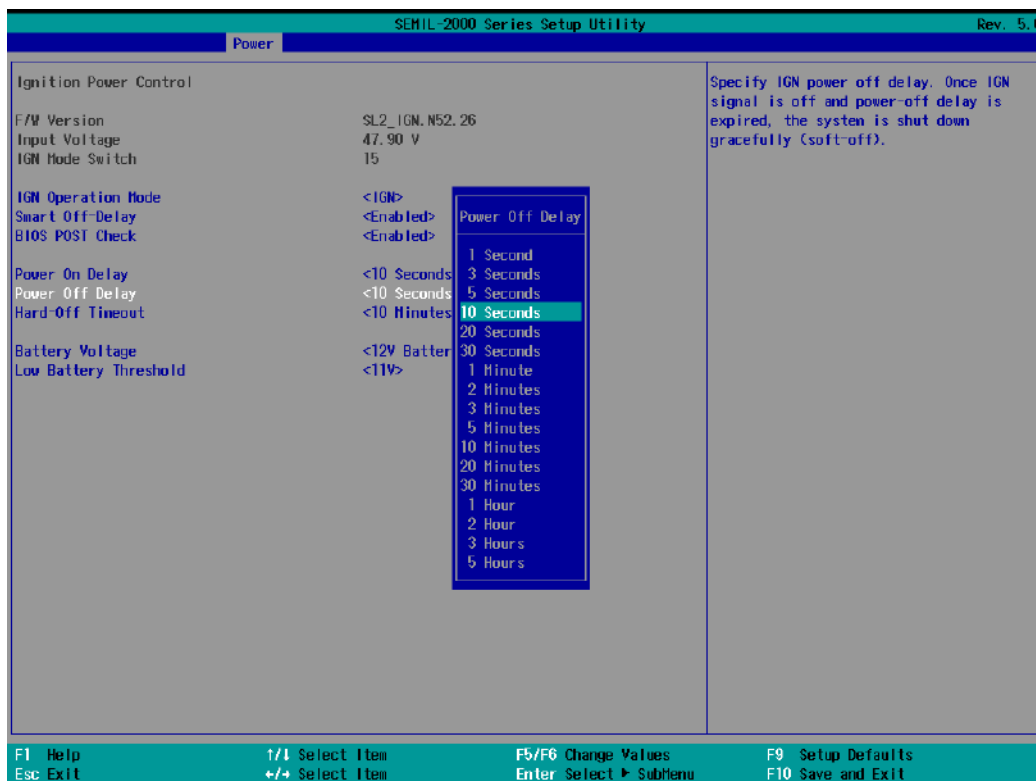 SEMIL-2000 Series Setup Utility Rev. 5.0
Power
Ignition Power Control
F/W Version SL2_IGN.N52.26
Input Voltage 47.90 V
IGN Mode Switch 15
IGN Operation Mode <IGN>
Smart Off-Delay <Enabled>
BIOS POST Check <Enabled>
Power On Delay <10 Seconds
Power Off Delay <10 Seconds
Hard-Off Timeout <10 Minutes
Battery Voltage <12V Batter
Low Battery Threshold <11V>
Power Off Delay
1 Second
3 Seconds
5 Seconds
10 Seconds
20 Seconds
30 Seconds
1 Minute
2 Minutes
3 Minutes
5 Minutes
10 Minutes
20 Minutes
30 Minutes
1 Hour
2 Hour
3 Hours
5 Hours
Specify IGN power off delay. Once IGN
signal is off and power-off delay is
expired, the systen is shut down
gracefully (soft-off).
F1 Help ↑/↓ Select Item F5/F6 Change Values F9 Setup Defaults
Esc Exit ←/→ Select Item Enter Select ► SubMenu F10 Save and Exit